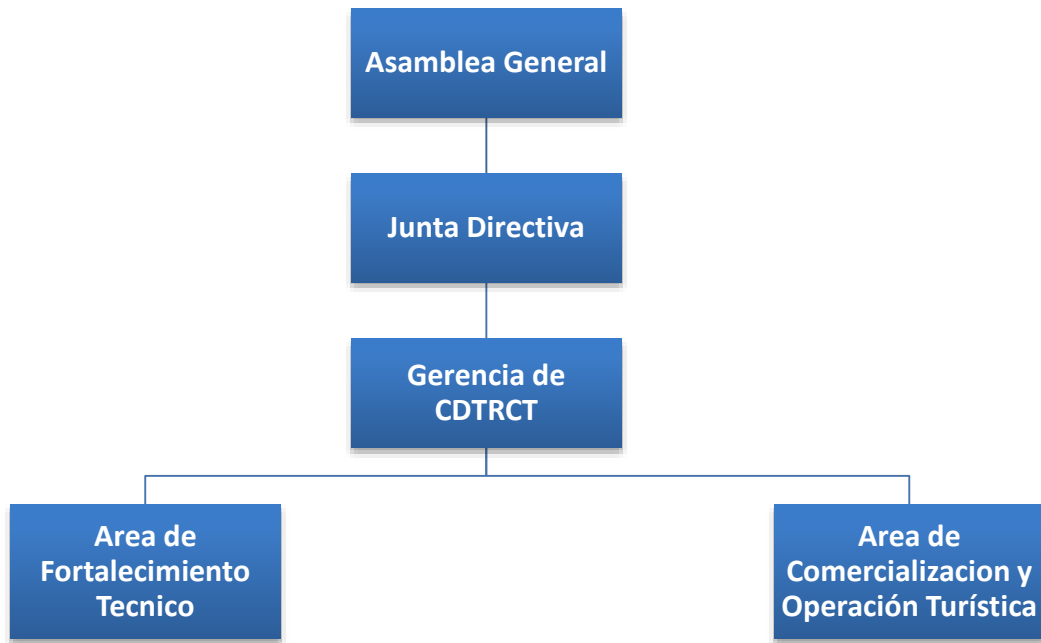 Asamblea General
Junta Directiva
Gerencia de
CDTRCT
Area de
Fortalecimiento
Tecnico
Area de
Comercializacion y
Operación Turística